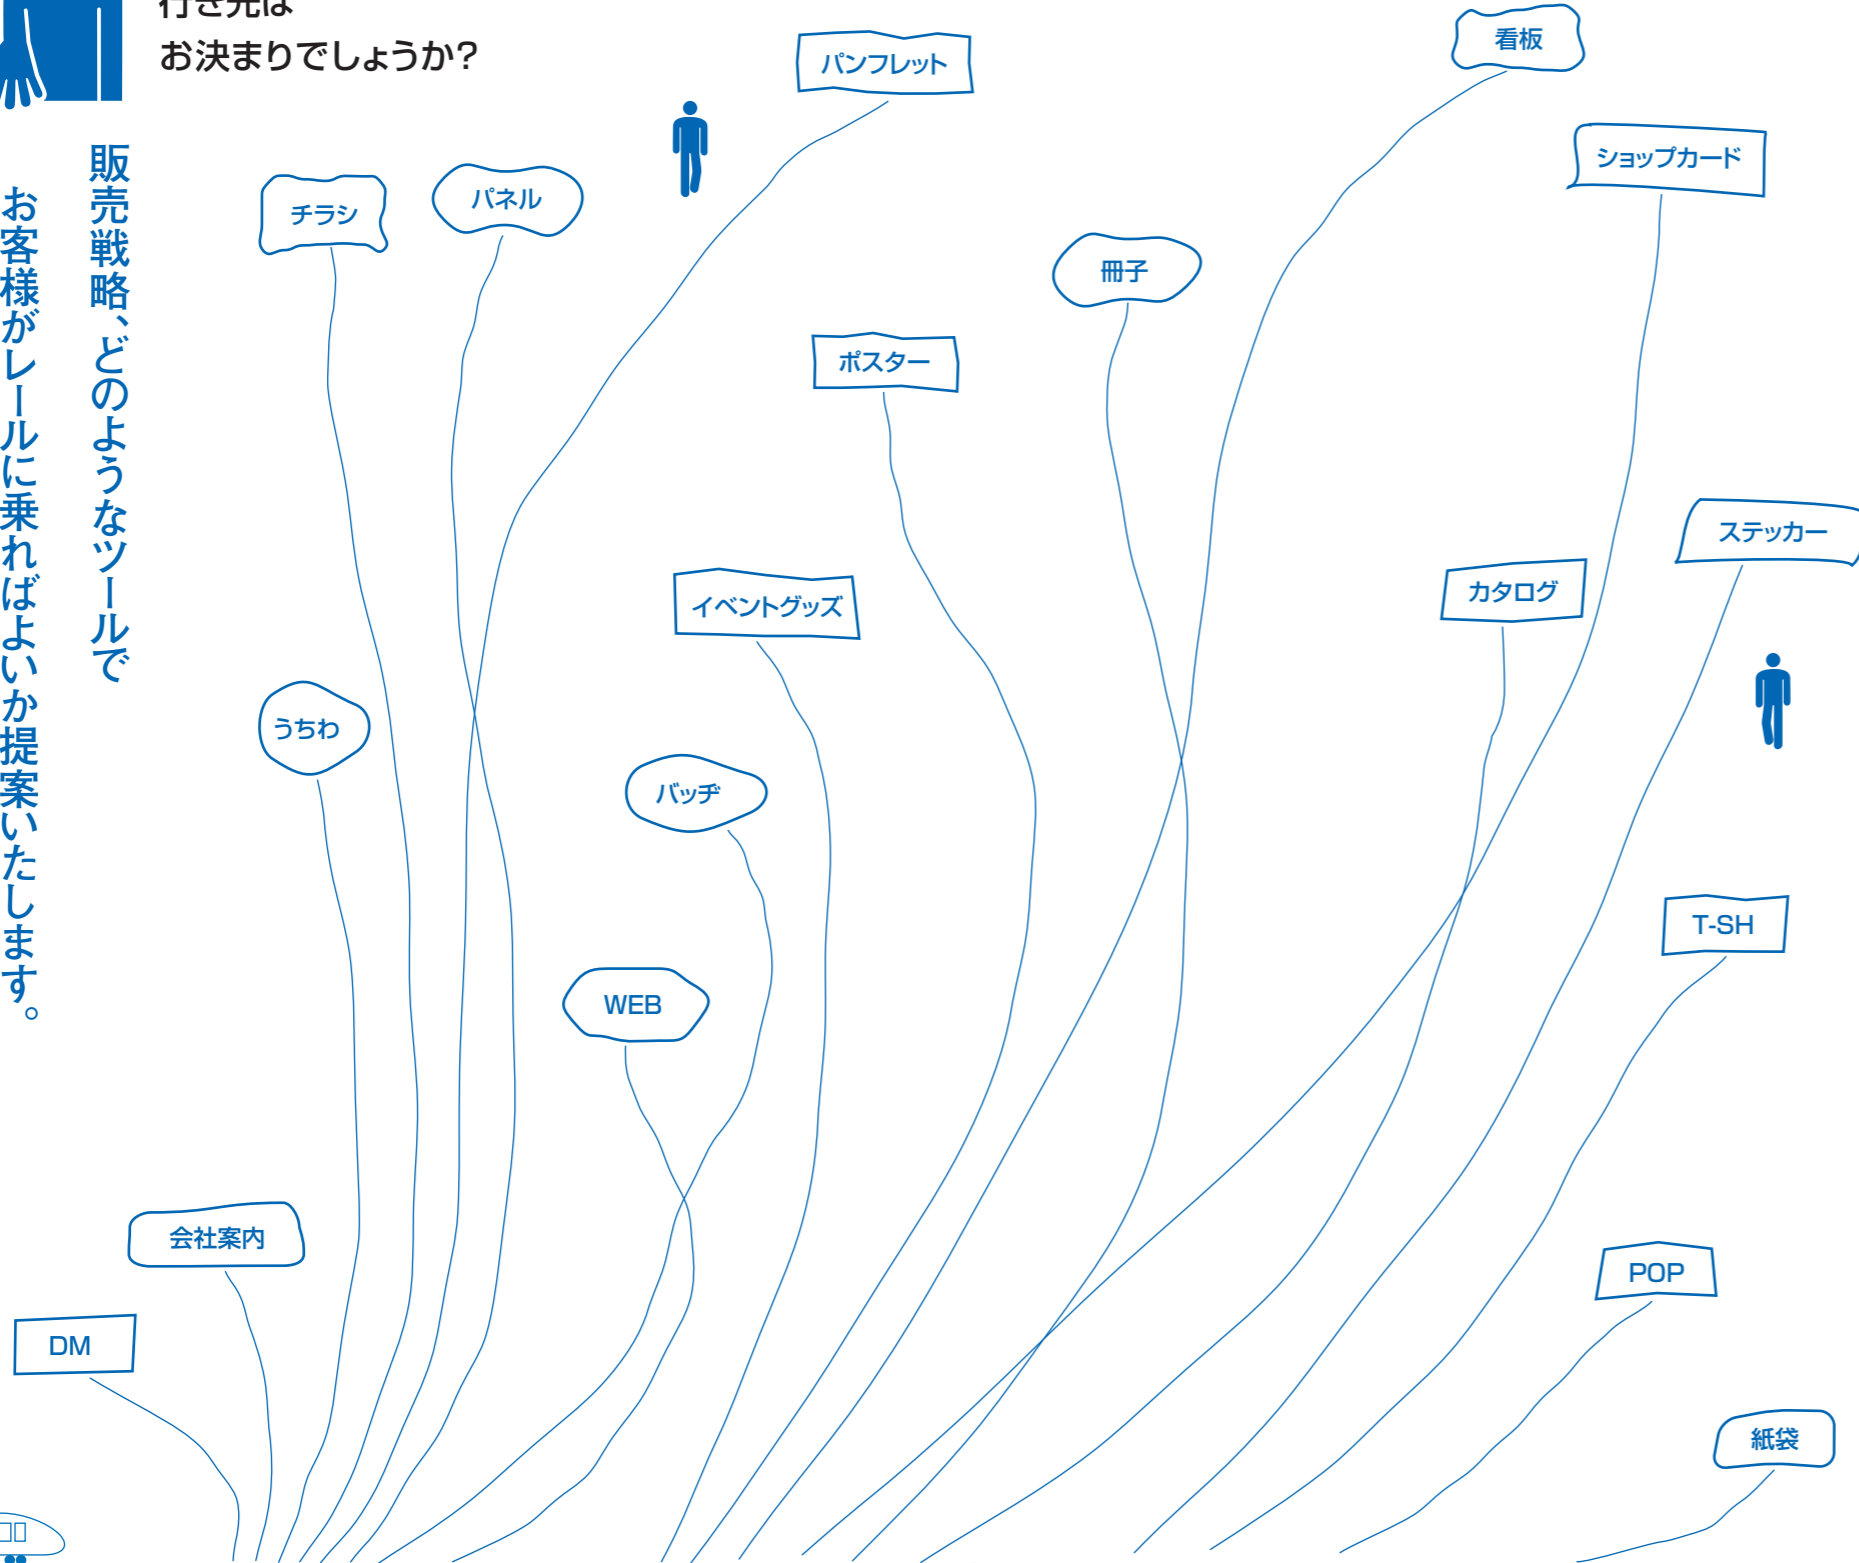 行き先は
お決まりでしょうか?
販売戦略、どのようなツールで
お客様がレールに乗ればよいか提案いたします。
看板
パンフレット
ショップカード
チラシ
パネル
冊子
ポスター
ステッカー
カタログ
イベントグッズ
うちわ
バッヂ
T-SH
WEB
会社案内
POP
DM
紙袋